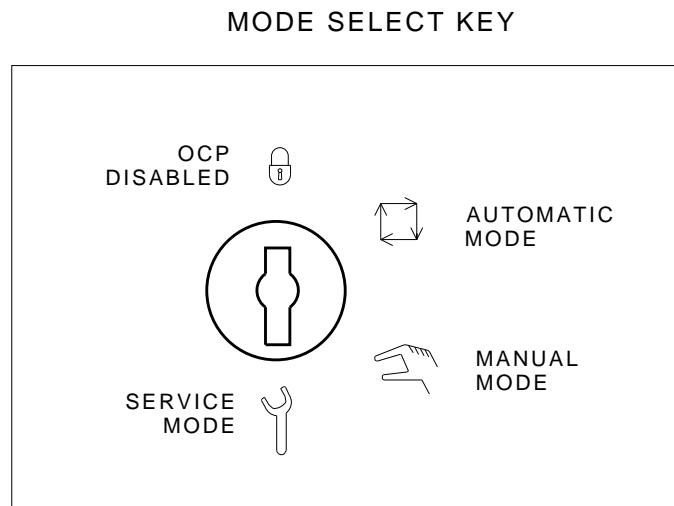 MODE SELECT KEY
OCP
DISABLED
AUTOMATIC
MODE
MANUAL
MODE
SERVICE
MODE